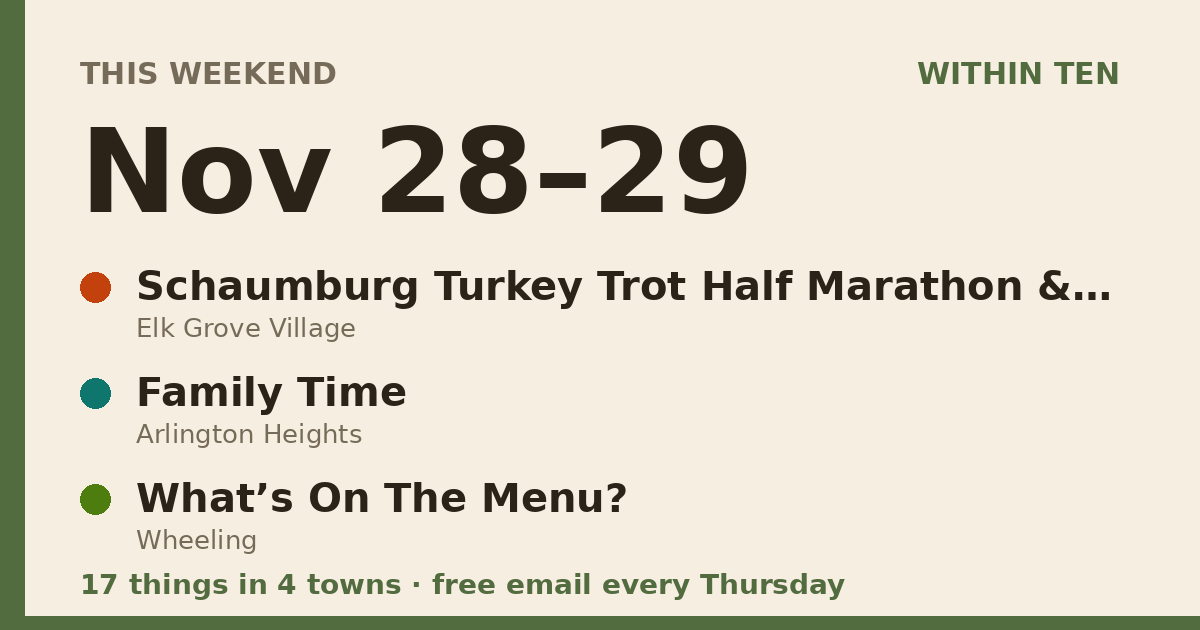 THIS WEEKEND
WITHIN TEN
Nov 28–29
Schaumburg Turkey Trot Half Marathon &…
Elk Grove Village
Family Time
Arlington Heights
What’s On The Menu?
Wheeling
17 things in 4 towns · free email every Thursday